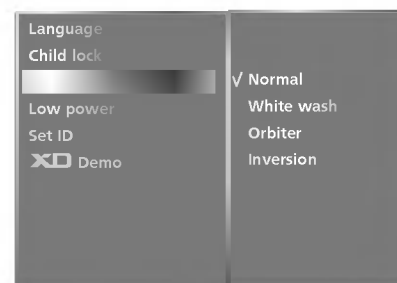 Language
Child lock
Low power
Set ID
XD Demo
√ Normal
White wash
Orbiter
Inversion